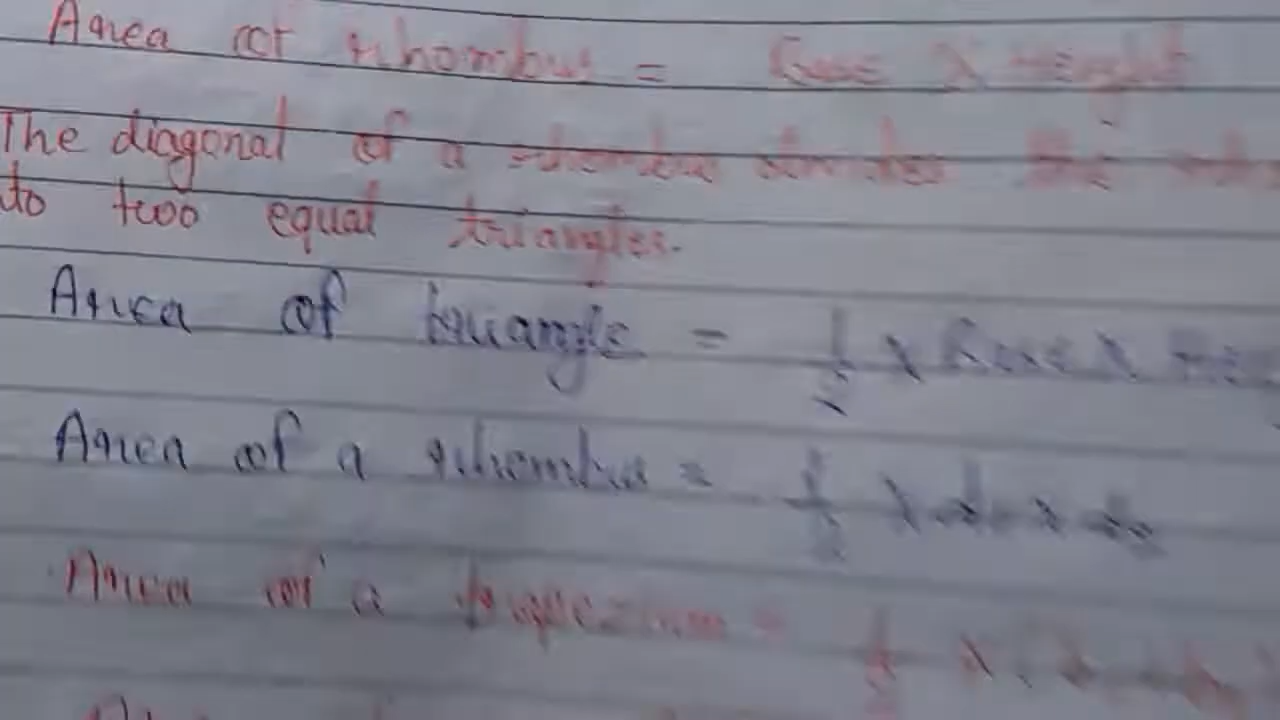 Area of rhombus = Base X Height
The diagonal of a rhombus divides the
to two equal triangles.
Area of triangle = 1/2 X Base X
Area of a rhombus = 1/2 X d1 X d2
Area of a trapezium = 1/2 X